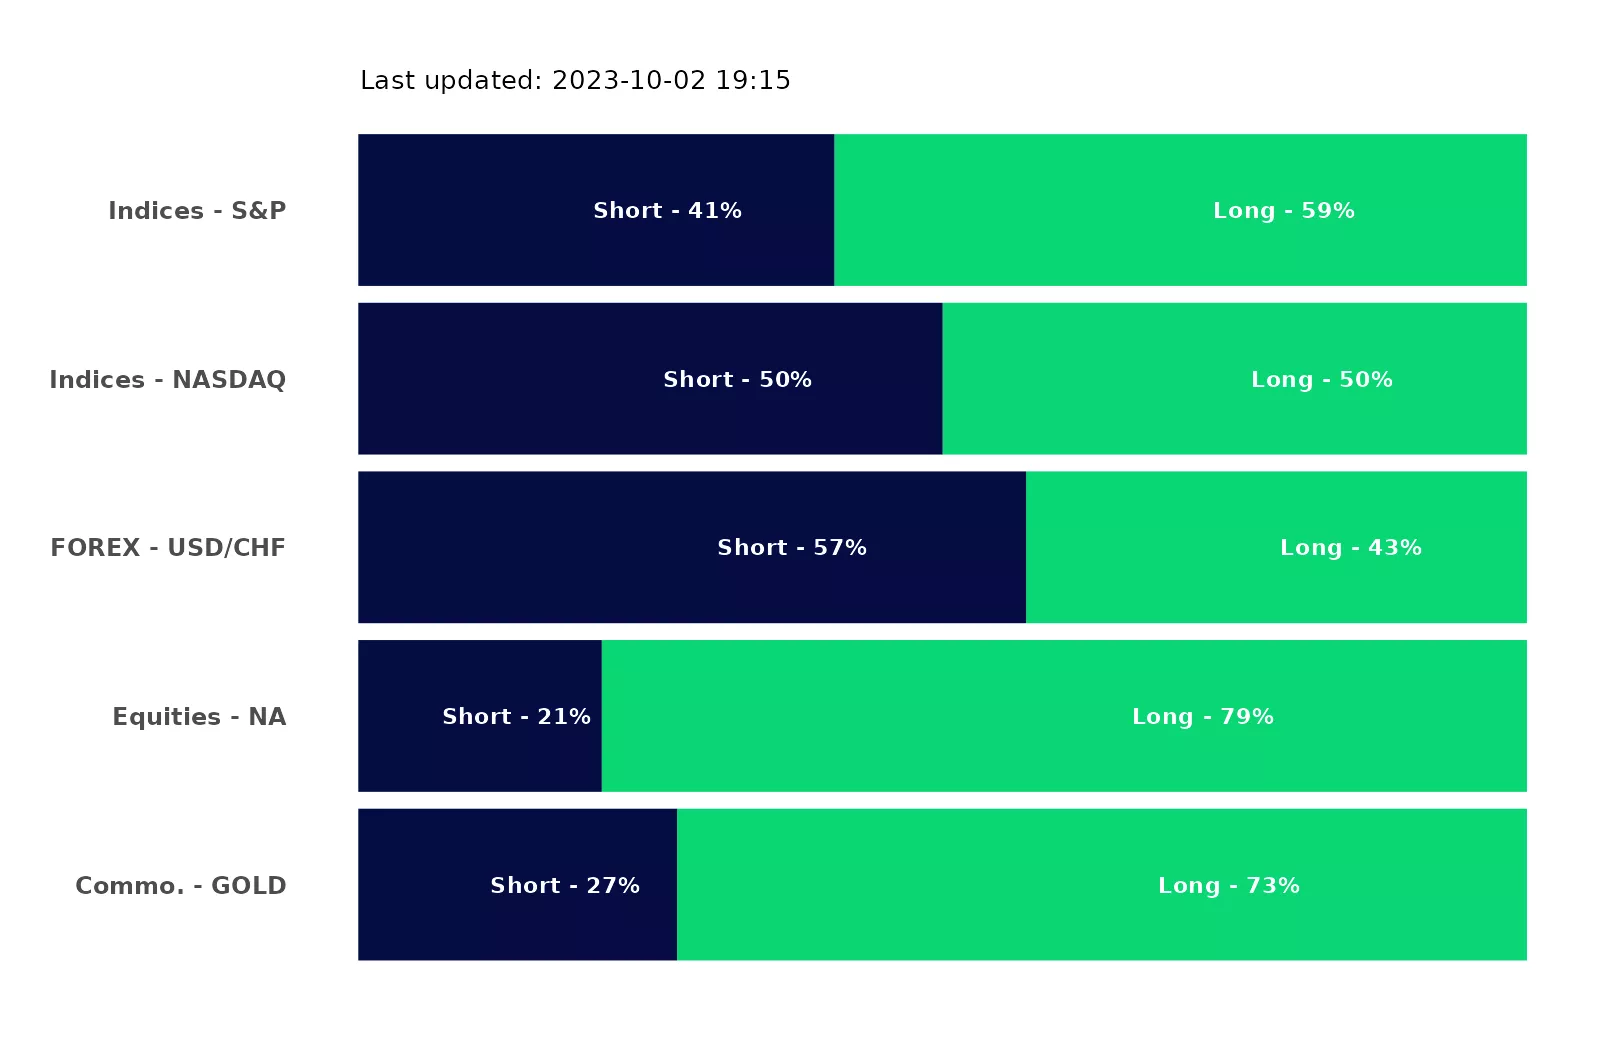 Last updated: 2023-10-02 19:15
Indices - S&P Short - 41% Long - 59%
Indices - NASDAQ Short - 50% Long - 50%
FOREX - USD/CHF Short - 57% Long - 43%
Equities - NA Short - 21% Long - 79%
Commo. - GOLD Short - 27% Long - 73%